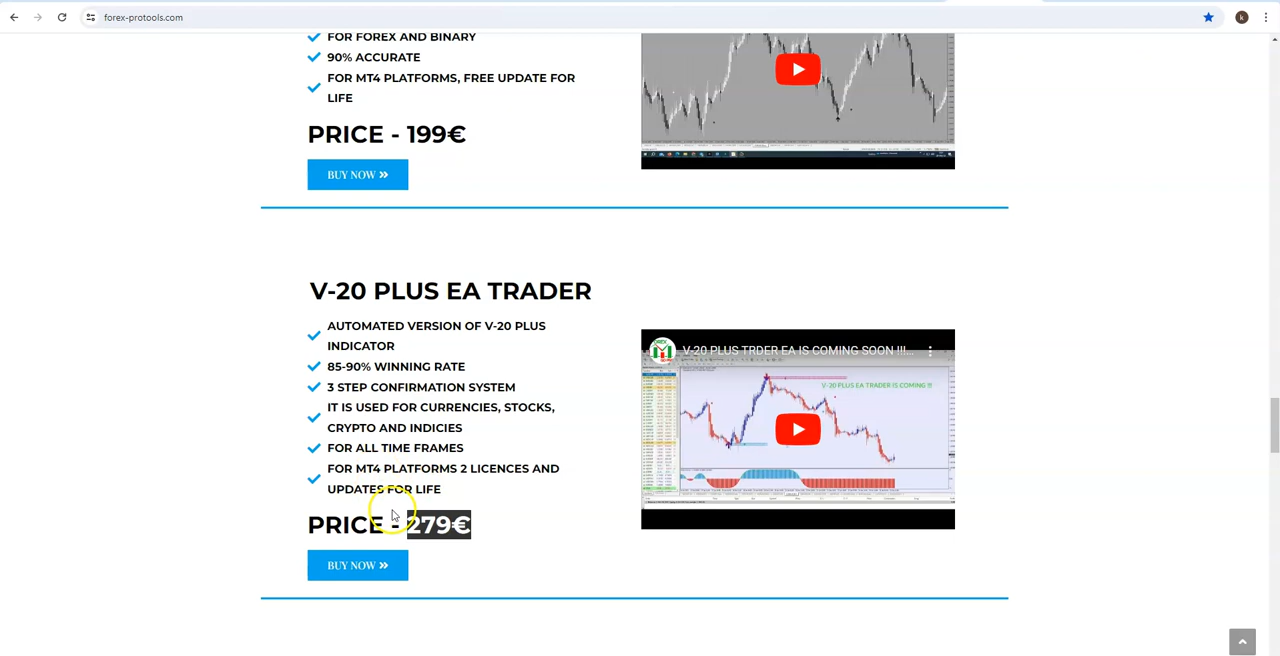 forex-protools.com
k
FOR FOREX AND BINARY
90% ACCURATE
FOR MT4 PLATFORMS, FREE UPDATE FOR
LIFE
PRICE - 199€
BUY NOW »
V-20 PLUS EA TRADER
AUTOMATED VERSION OF V-20 PLUS
INDICATOR
85-90% WINNING RATE
3 STEP CONFIRMATION SYSTEM
IT IS USED FOR CURRENCIES, STOCKS,
CRYPTO AND INDICIES
FOR ALL TIME FRAMES
FOR MT4 PLATFORMS 2 LICENCES AND
UPDATES FOR LIFE
PRICE - 279€
BUY NOW »
V-20 PLUS TRDER EA IS COMING SOON !!!...
V-20 PLUS EA TRADER IS COMING !!!